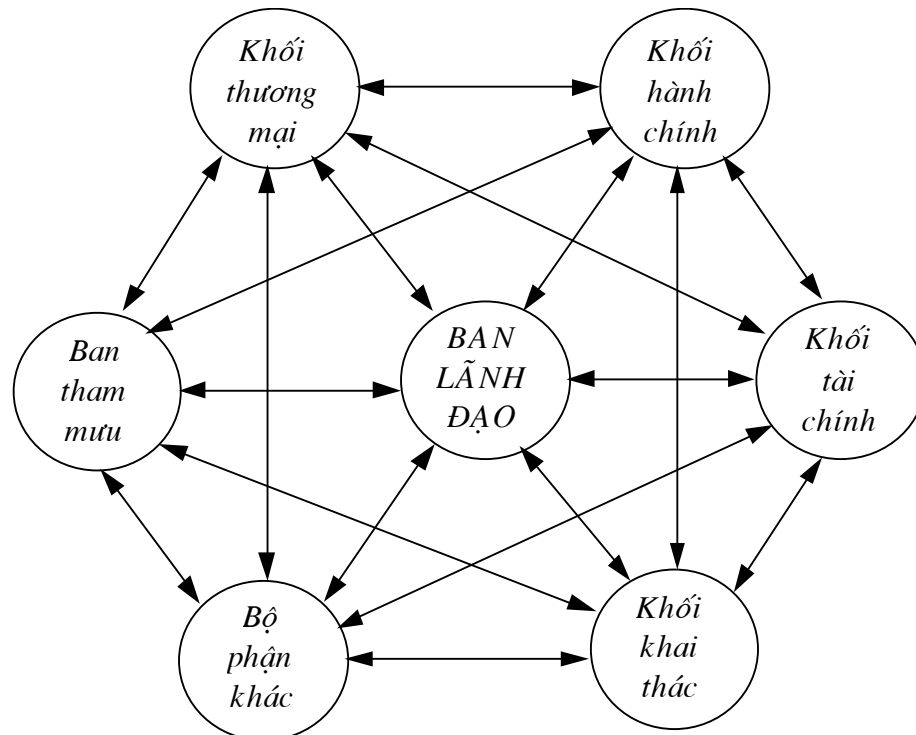 Khối
thương
mại
Khối
hành
chính
Ban
tham
mưu
BAN
LÃNH
ĐẠO
Khối
tài
chính
Bộ
phận
khác
Khối
khai
thác